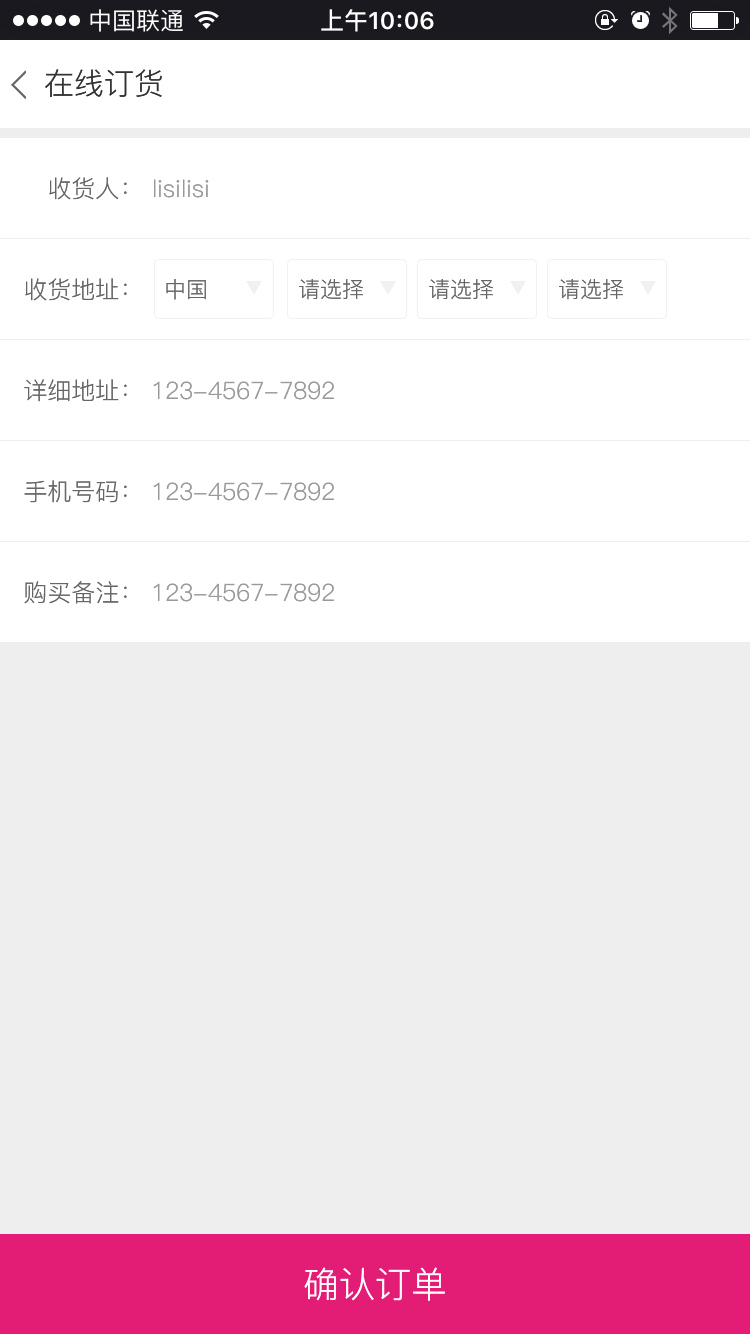 中国联通 上午10:06
在线订货
收货人： lisilisi
收货地址： 中国 请选择 请选择 请选择
详细地址： 123-4567-7892
手机号码： 123-4567-7892
购买备注： 123-4567-7892
确认订单